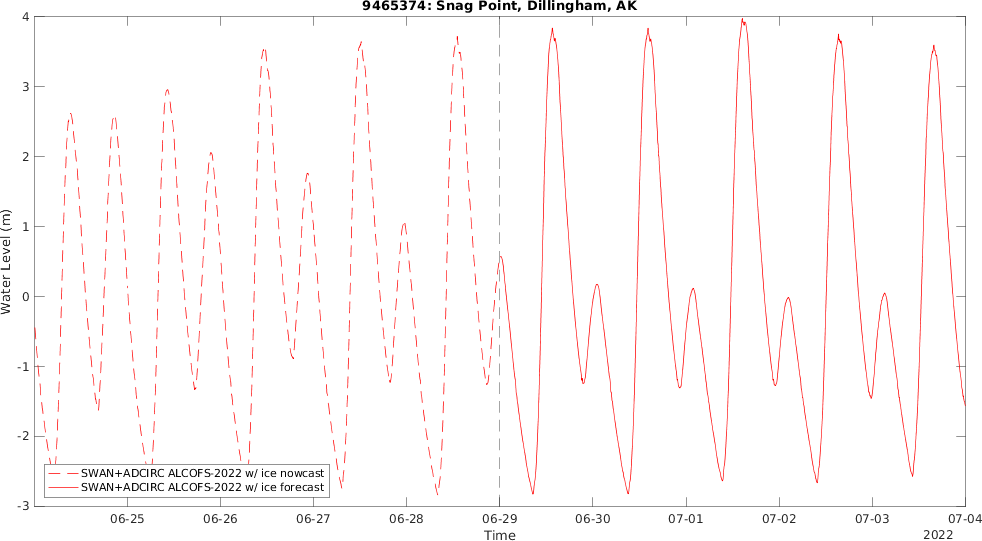 9465374: Snag Point, Dillingham, AK
4
3
2
1
0
-1
-2
-3
Water Level (m)
SWAN+ADCIRC ALCOFS-2022 w/ ice nowcast
SWAN+ADCIRC ALCOFS-2022 w/ ice forecast
06-25 06-26 06-27 06-28 06-29 06-30 07-01 07-02 07-03 07-04
Time
2022